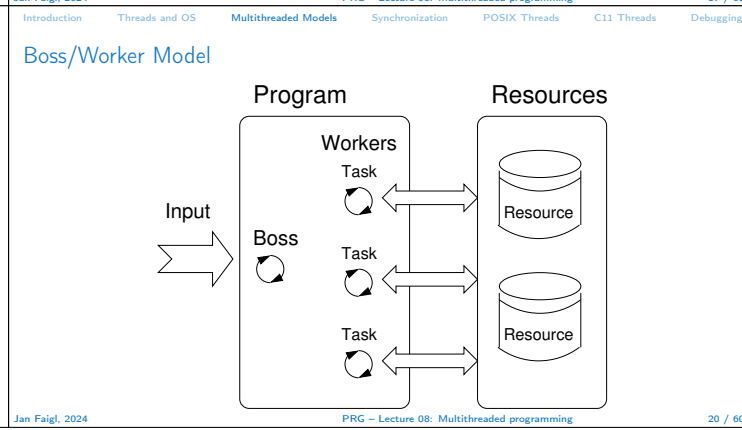 Introduction Threads and OS Multithreaded Models Synchronization POSIX Threads C11 Threads Debugging
Boss/Worker Model
Program Resources
Workers
Task
Resource
Input
Boss
Task
Task
Resource
Jan Faigl, 2024 PRG – Lecture 08: Multithreaded programming 20 / 60